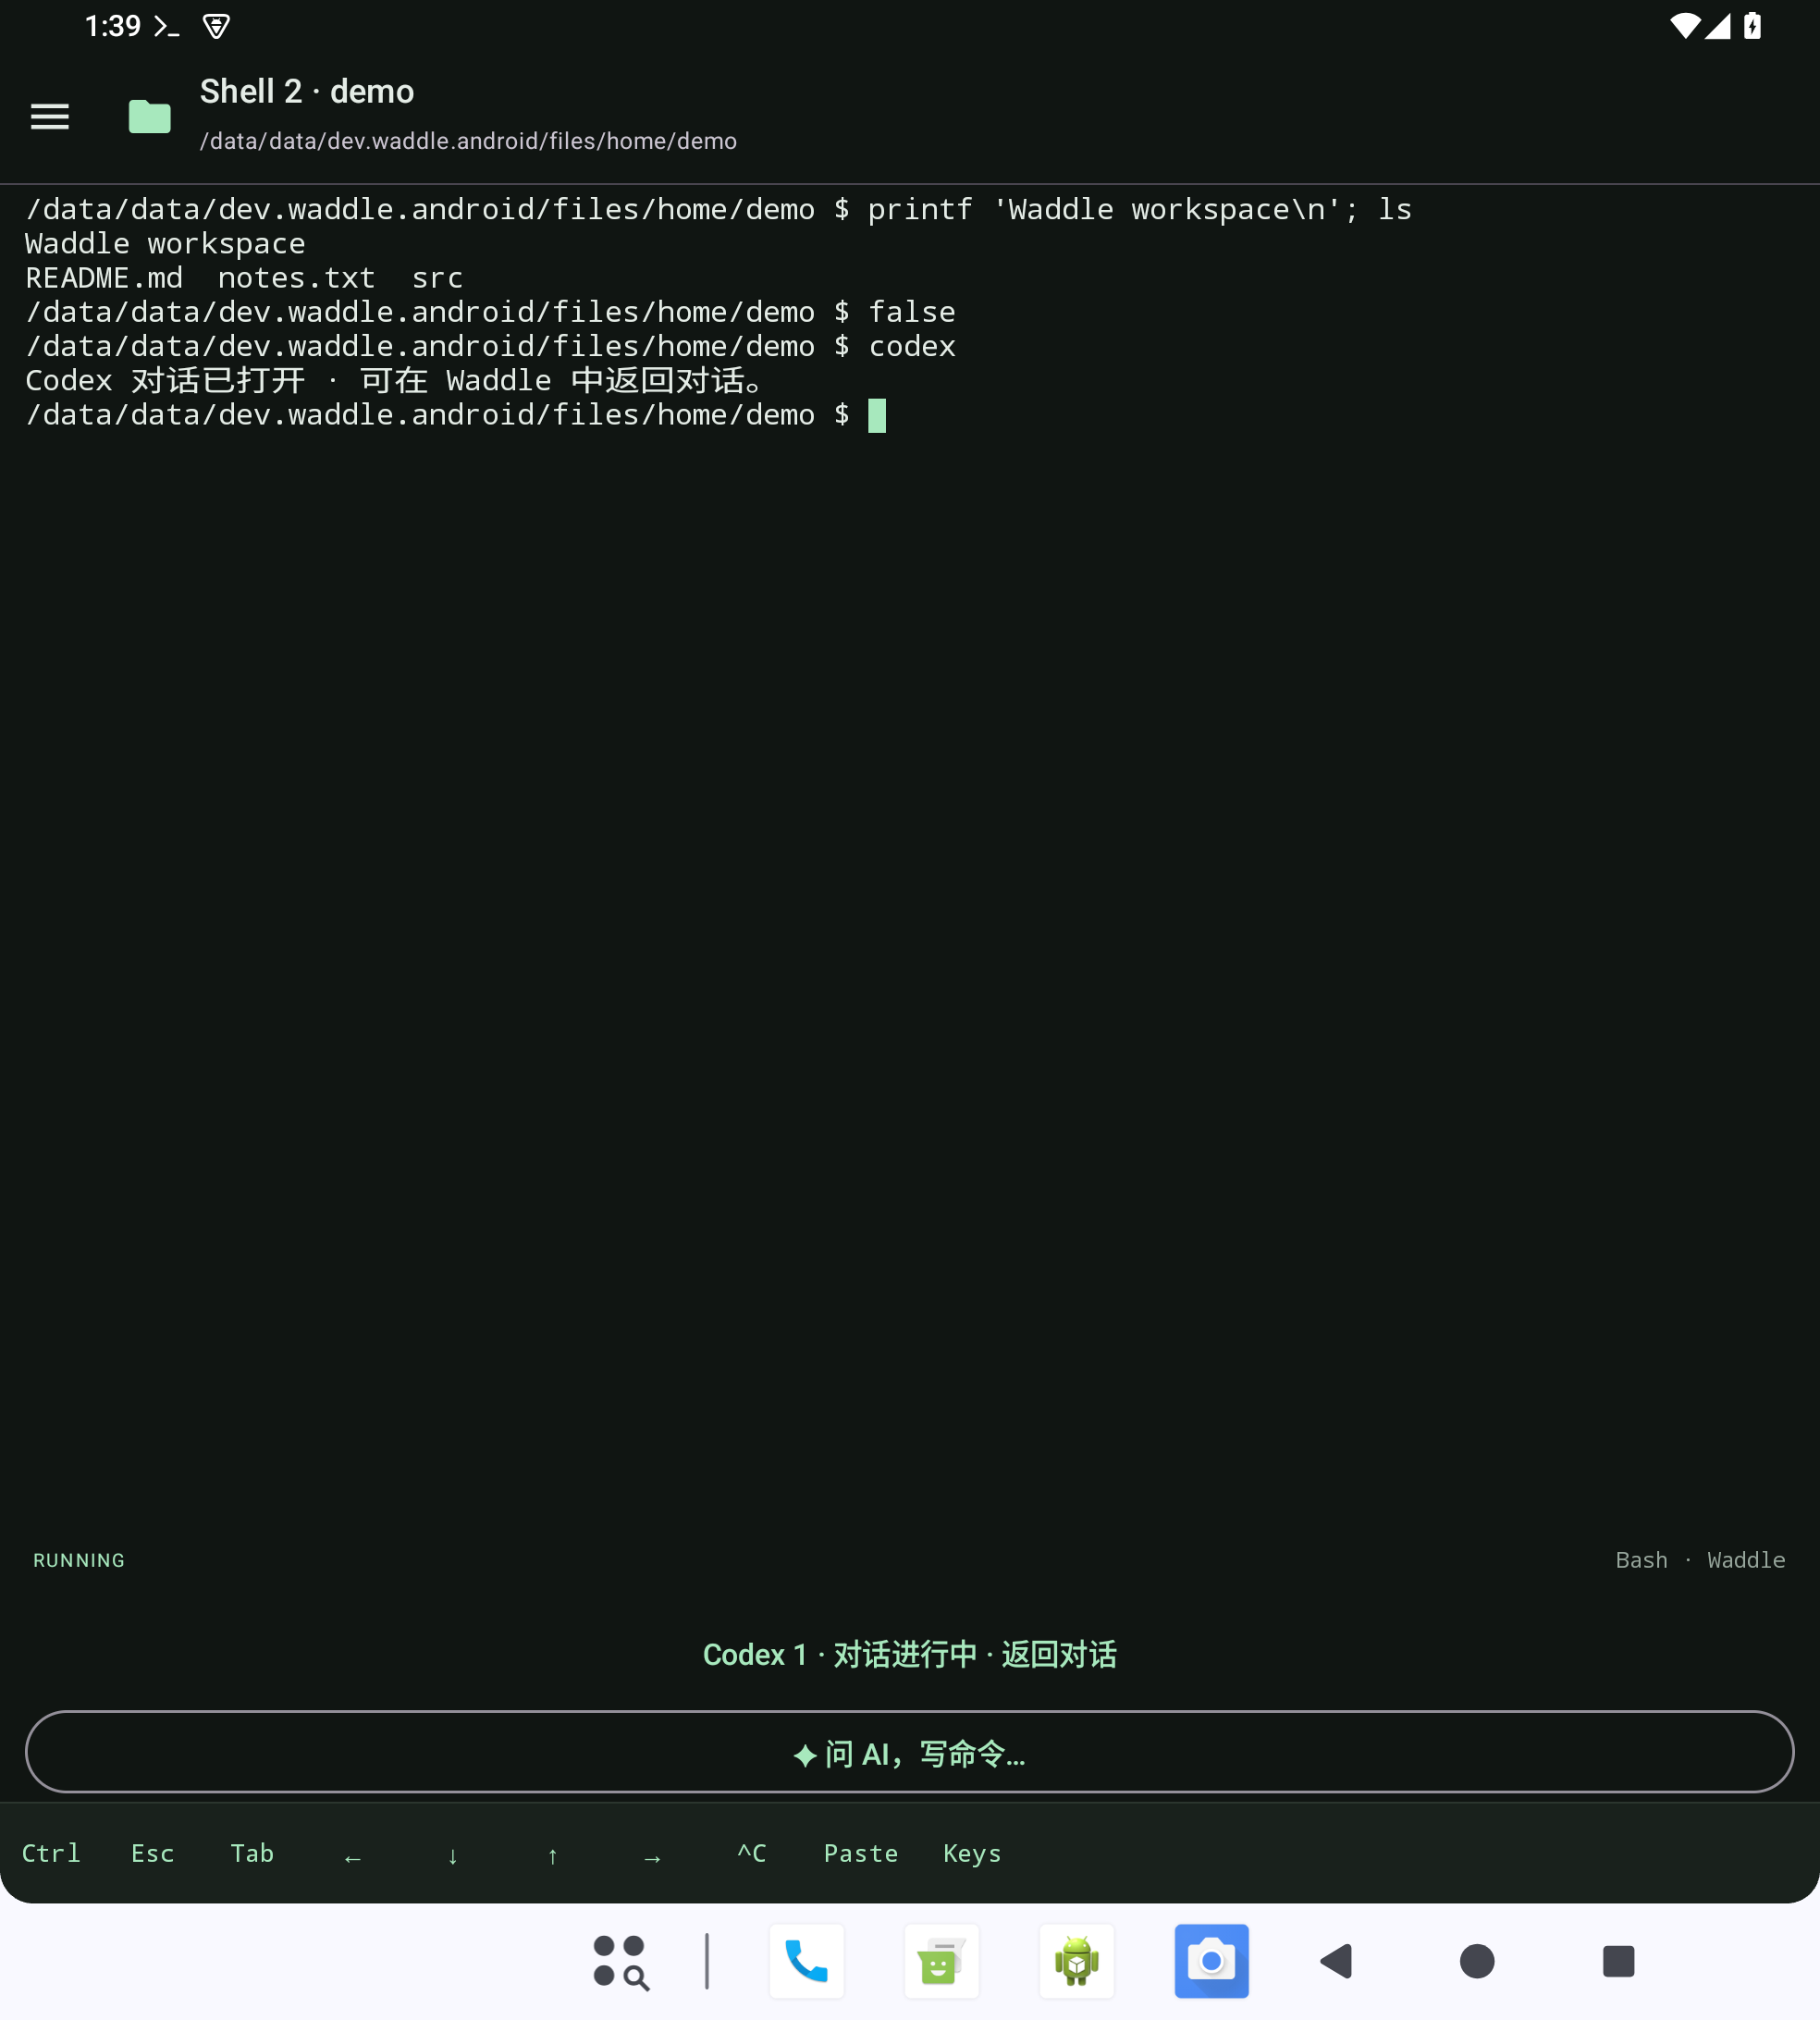 1:39
Shell 2 · demo
/data/data/dev.waddle.android/files/home/demo
/data/data/dev.waddle.android/files/home/demo $ printf 'Waddle workspace\n'; ls
Waddle workspace
README.md  notes.txt  src
/data/data/dev.waddle.android/files/home/demo $ false
/data/data/dev.waddle.android/files/home/demo $ codex
Codex 对话已打开 · 可在 Waddle 中返回对话。
/data/data/dev.waddle.android/files/home/demo $
RUNNING
Bash · Waddle
Codex 1 · 对话进行中 · 返回对话
✦ 问 AI，写命令…
Ctrl Esc Tab ← ↓ ↑ → ^C Paste Keys